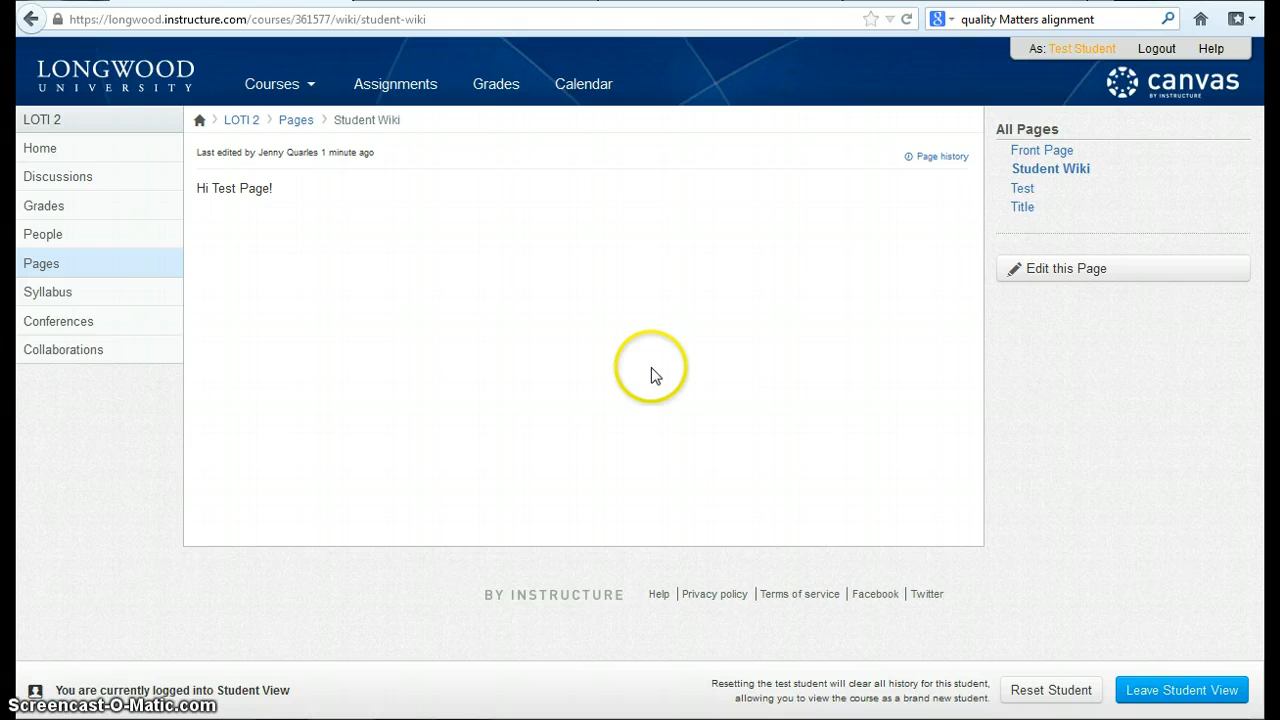 https://longwood.instructure.com/courses/361577/wiki/student-wiki
quality Matters alignment
As: Test Student Logout Help
LONGWOOD
UNIVERSITY
Courses Assignments Grades Calendar
canvas
BY INSTRUCTURE
LOTI 2
Home
Discussions
Grades
People
Pages
Syllabus
Conferences
Collaborations
LOTI 2 Pages Student Wiki
Last edited by Jenny Quarles 1 minute ago
Page history
Hi Test Page!
All Pages
Front Page
Student Wiki
Test
Title
Edit this Page
BY INSTRUCTURE Help Privacy policy Terms of service Facebook Twitter
You are currently logged into Student View
Resetting the test student will clear all history for this student,
allowing you to view the course as a brand new student.
Reset Student
Leave Student View
Screencast-O-Matic.com